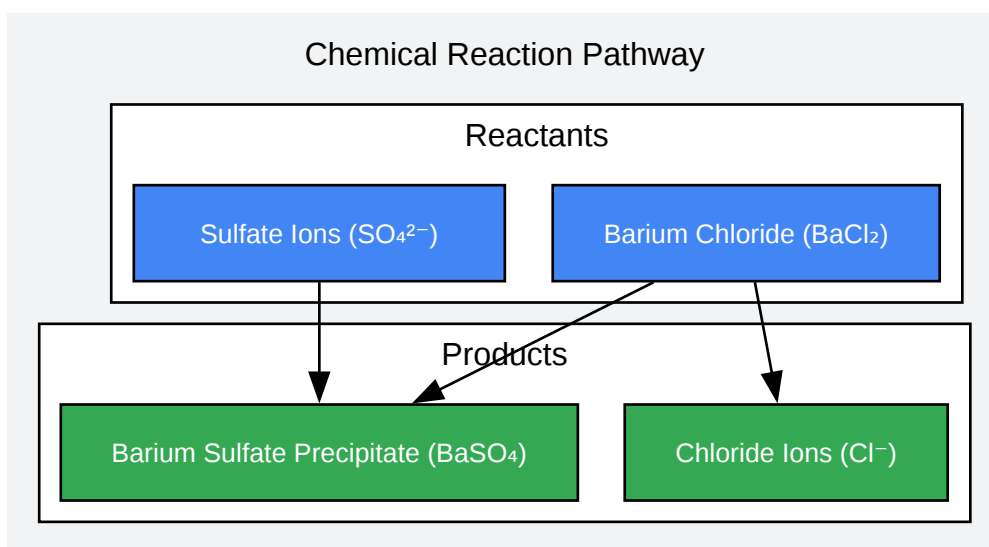 Chemical Reaction Pathway
Reactants
Sulfate Ions (SO₄²⁻)
Barium Chloride (BaCl₂)
Products
Barium Sulfate Precipitate (BaSO₄)
Chloride Ions (Cl⁻)